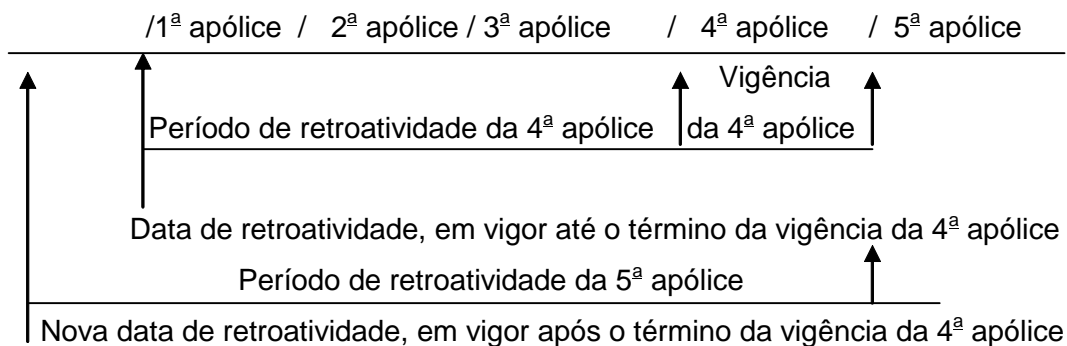 /1ª apólice / 2ª apólice / 3ª apólice / 4ª apólice / 5ª apólice
Vigência
Período de retroatividade da 4ª apólice da 4ª apólice
Data de retroatividade, em vigor até o término da vigência da 4ª apólice
Período de retroatividade da 5ª apólice
Nova data de retroatividade, em vigor após o término da vigência da 4ª apólice